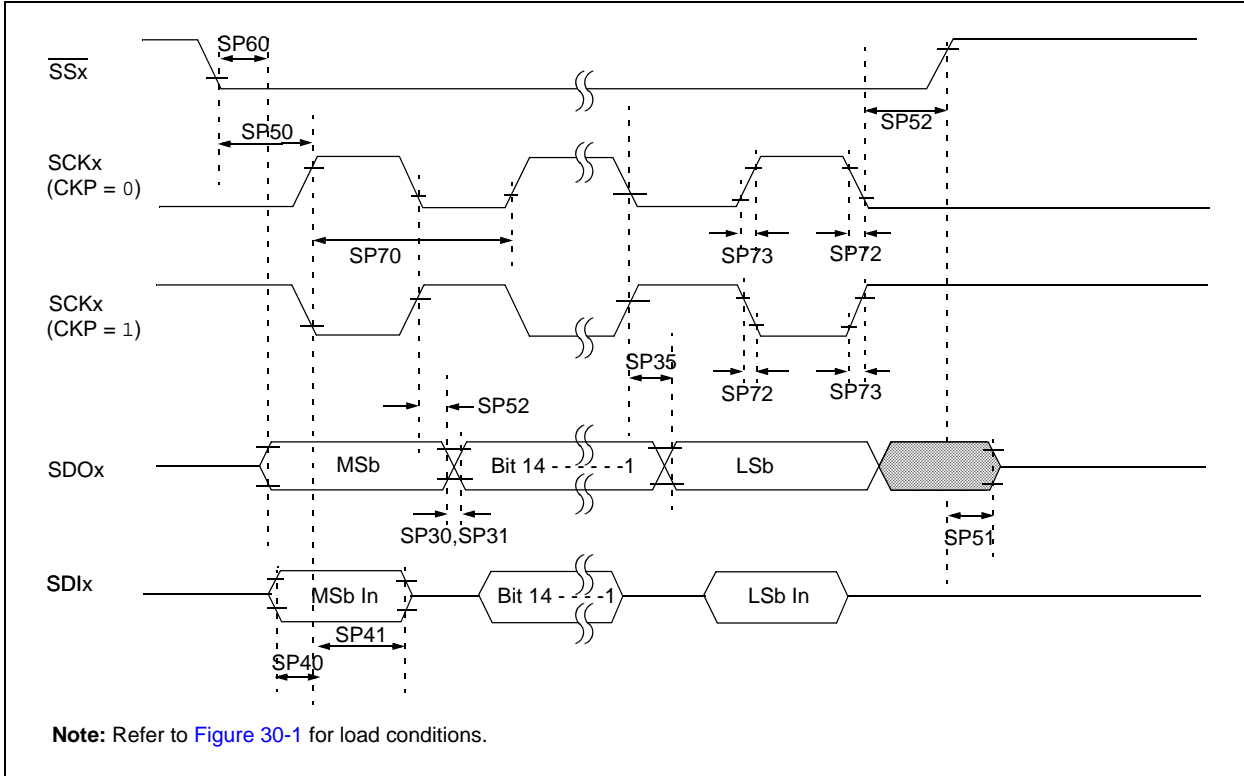 SP60
SSx
SP50
SP52
SCKx
(CKP = 0)
SP70
SP73
SP72
SCKx
(CKP = 1)
SP35
SP72
SP73
SP52
SDOx
MSb
Bit 14 - - - - - -1
LSb
SP30,SP31
SP51
SDIx
MSb In
Bit 14 - - - -1
LSb In
SP41
SP40
Note: Refer to Figure 30-1 for load conditions.